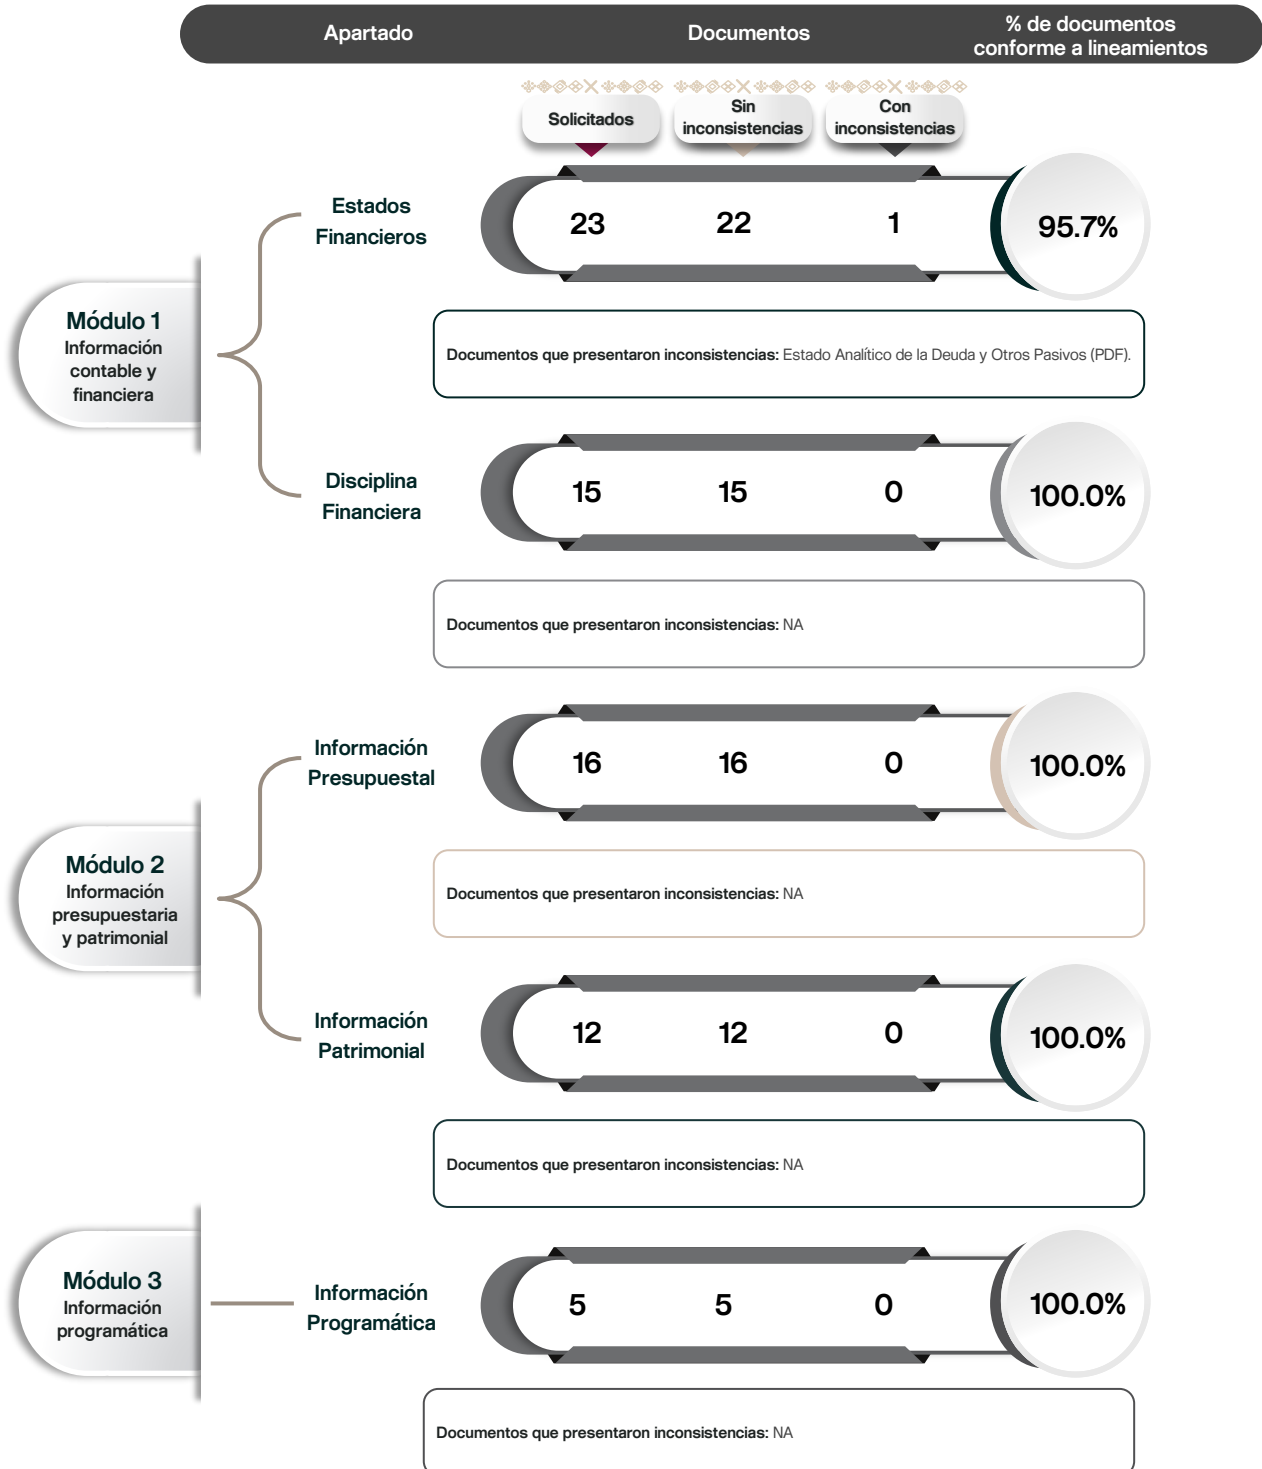 Apartado
Documentos
% de documentos
conforme a lineamientos
Solicitados
Sin
inconsistencias
Con
inconsistencias
Módulo 1
Información
contable y
financiera
Estados
Financieros
23
22
1
95.7%
Documentos que presentaron inconsistencias: Estado Analítico de la Deuda y Otros Pasivos (PDF).
Disciplina
Financiera
15
15
0
100.0%
Documentos que presentaron inconsistencias: NA
Módulo 2
Información
presupuestaria
y patrimonial
Información
Presupuestal
16
16
0
100.0%
Documentos que presentaron inconsistencias: NA
Información
Patrimonial
12
12
0
100.0%
Documentos que presentaron inconsistencias: NA
Módulo 3
Información
programática
Información
Programática
5
5
0
100.0%
Documentos que presentaron inconsistencias: NA